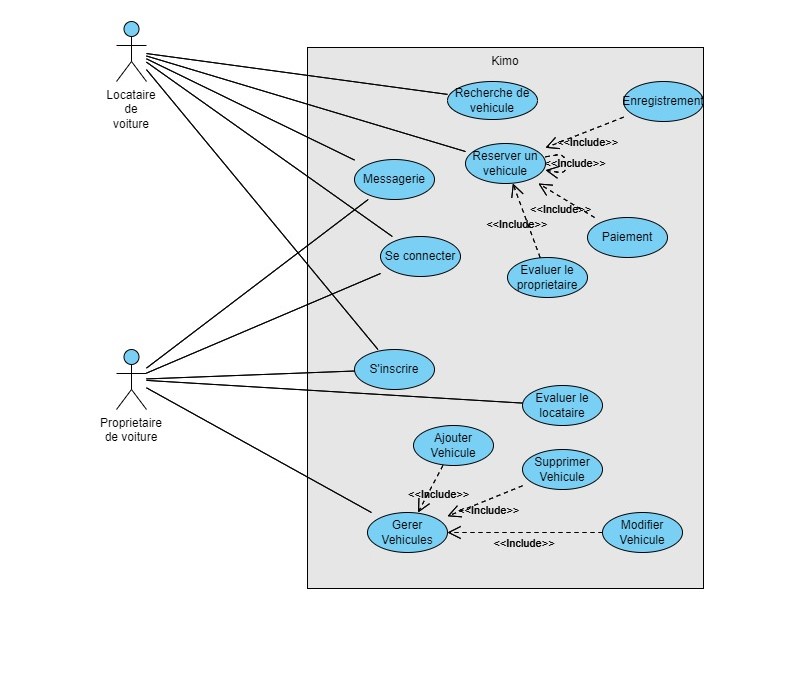 Kimo
Locataire
de
voiture
Recherche de
vehicule
Enregistrement
<<Include>>
Reserver un
vehicule
<<Include>>
Messagerie
<<Include>>
<<Include>>
Paiement
Se connecter
Evaluer le
proprietaire
S'inscrire
Proprietaire
de voiture
Evaluer le
locataire
Ajouter
Vehicule
Supprimer
Vehicule
<<Include>>
<<Include>>
Gerer
Vehicules
Modifier
Vehicule
<<Include>>